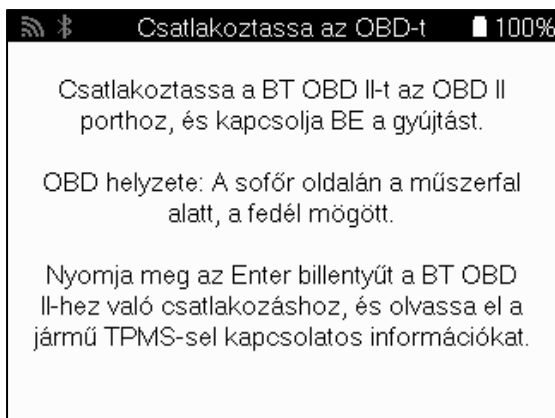 Csatlakoztassa az OBD-t 100%
Csatlakoztassa a BT OBD II-t az OBD II
porthoz, és kapcsolja BE a gyújtást.
OBD helyzete: A sofőr oldalán a műszerfal
alatt, a fedél mögött.
Nyomja meg az Enter billentyűt a BT OBD
II-hez való csatlakozáshoz, és olvassa el a
jármű TPMS-sel kapcsolatos információkat.